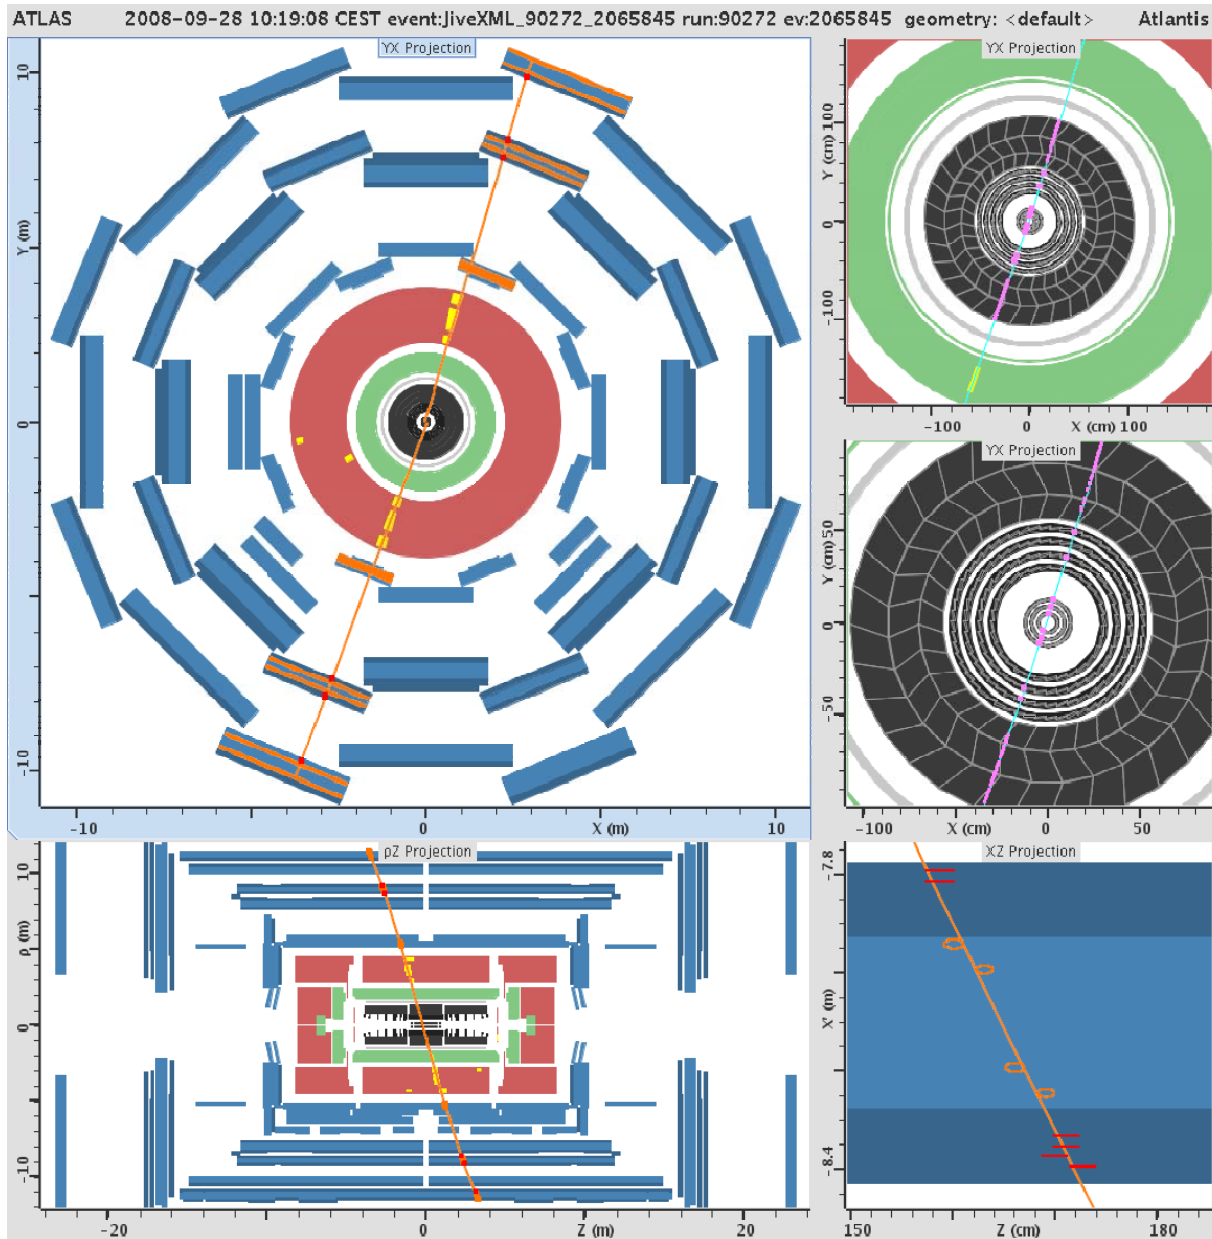 ATLAS 2008-09-28 10:19:08 CEST event:JiveXML_90272_2065845 run:90272 ev:2065845 geometry: <default> Atlantis
YX Projection
10
0
-10
Y (m)
-10 0 X (m) 10
YX Projection
100
0
-100
Y (cm)
-100 0 X (cm) 100
YX Projection
50
0
-50
Y (cm)
-100 X (cm) 0 50
ρZ Projection
10
0
-10
ρ (m)
-20 0 Z (m) 20
XZ Projection
-7.8
X' (m)
-8.4
150 Z (cm) 180